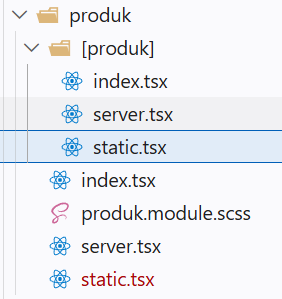 produk
[produk]
index.tsx
server.tsx
static.tsx
index.tsx
produk.module.scss
server.tsx
static.tsx